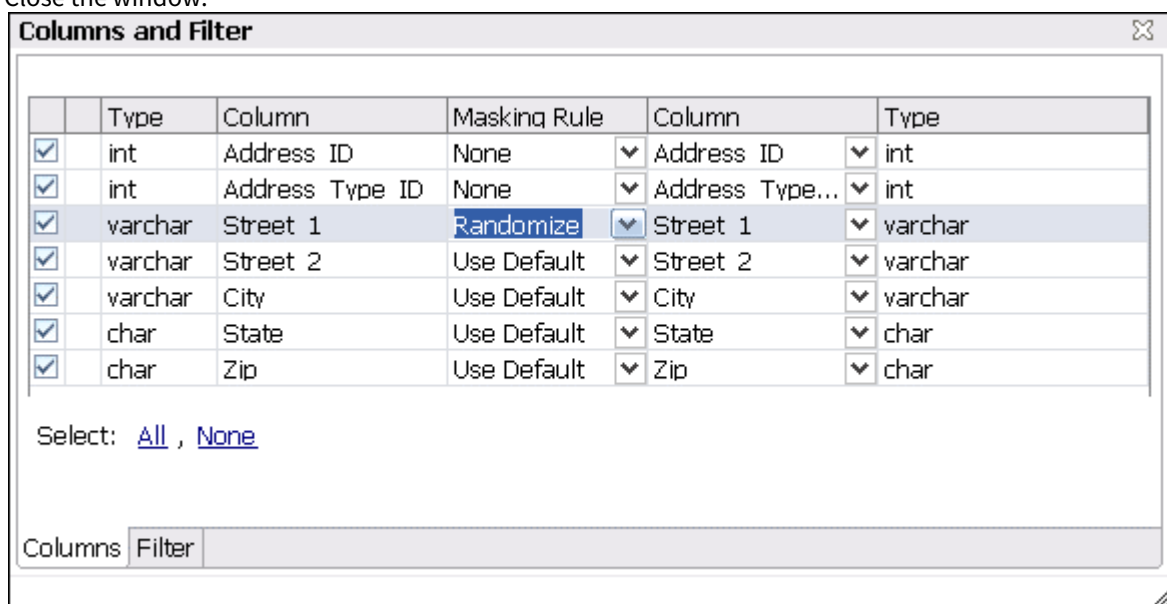 Close the window.
Columns and Filter
Type Column Masking Rule Column Type
int Address ID None Address ID int
int Address Type ID None Address Type... int
varchar Street 1 Randomize Street 1 varchar
varchar Street 2 Use Default Street 2 varchar
varchar City Use Default City varchar
char State Use Default State char
char Zip Use Default Zip char
Select: All , None
Columns Filter